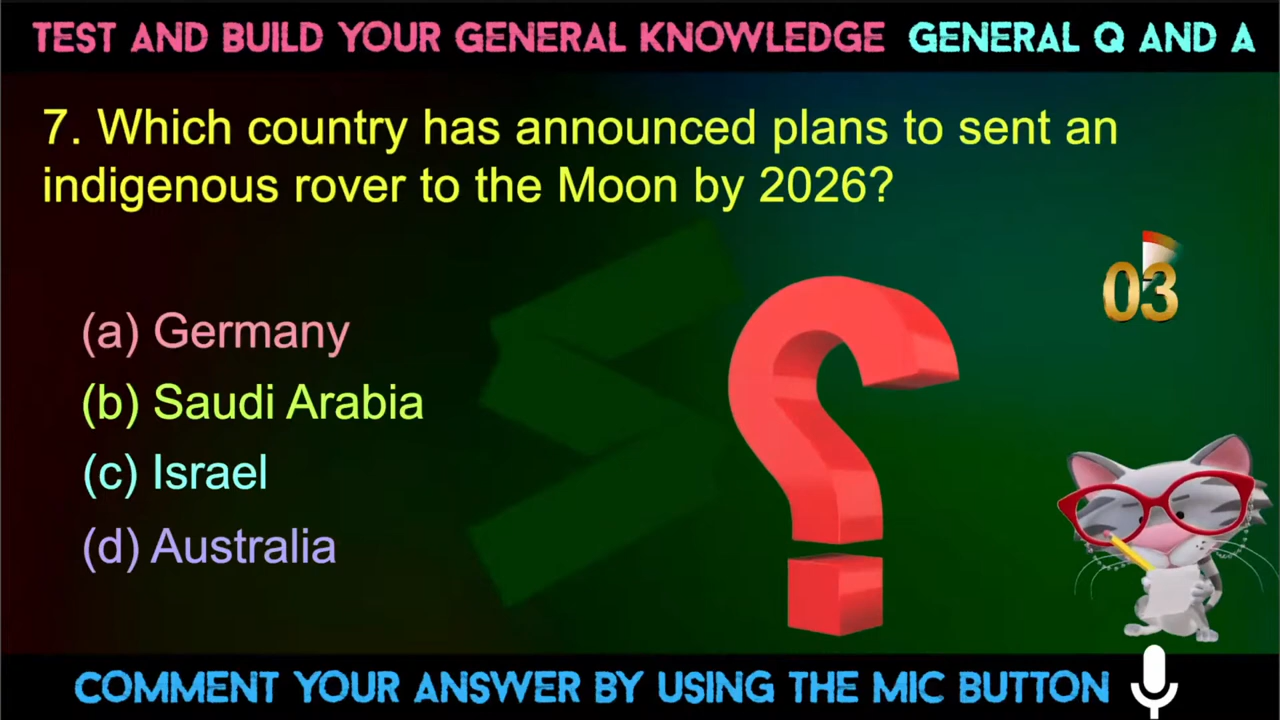 TEST AND BUILD YOUR GENERAL KNOWLEDGE GENERAL Q AND A
7. Which country has announced plans to sent an
indigenous rover to the Moon by 2026?
03
(a) Germany
(b) Saudi Arabia
(c) Israel
(d) Australia
COMMENT YOUR ANSWER BY USING THE MIC BUTTON